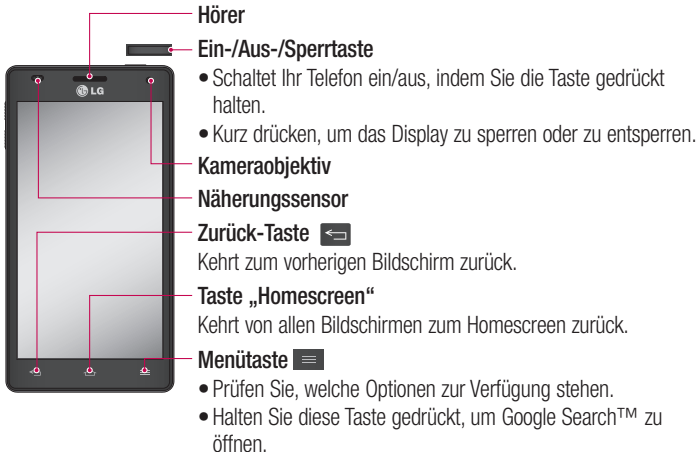 Hörer
Ein-/Aus-/Sperrtaste
• Schaltet Ihr Telefon ein/aus, indem Sie die Taste gedrückt
halten.
• Kurz drücken, um das Display zu sperren oder zu entsperren.
LG
Kameraobjektiv
Näherungssensor
Zurück-Taste
Kehrt zum vorherigen Bildschirm zurück.
Taste „Homescreen“
Kehrt von allen Bildschirmen zum Homescreen zurück.
Menütaste
• Prüfen Sie, welche Optionen zur Verfügung stehen.
• Halten Sie diese Taste gedrückt, um Google Search™ zu
öffnen.